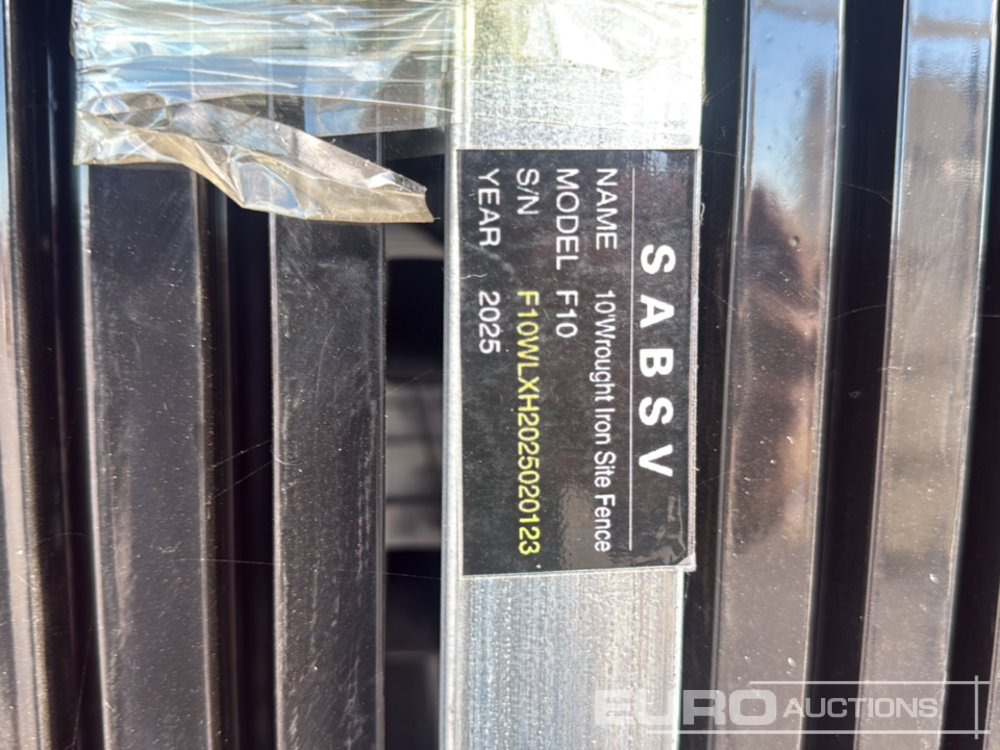 SABSV
NAME 10'Wrought Iron Site Fence
MODEL F10
S/N F10WLXH2025020123
YEAR 2025
EURO AUCTIONS